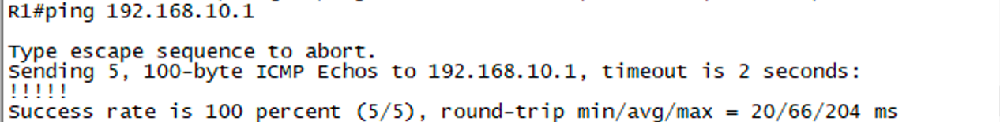 R1#ping 192.168.10.1
Type escape sequence to abort.
Sending 5, 100-byte ICMP Echos to 192.168.10.1, timeout is 2 seconds:
!!!!!
Success rate is 100 percent (5/5), round-trip min/avg/max = 20/66/204 ms